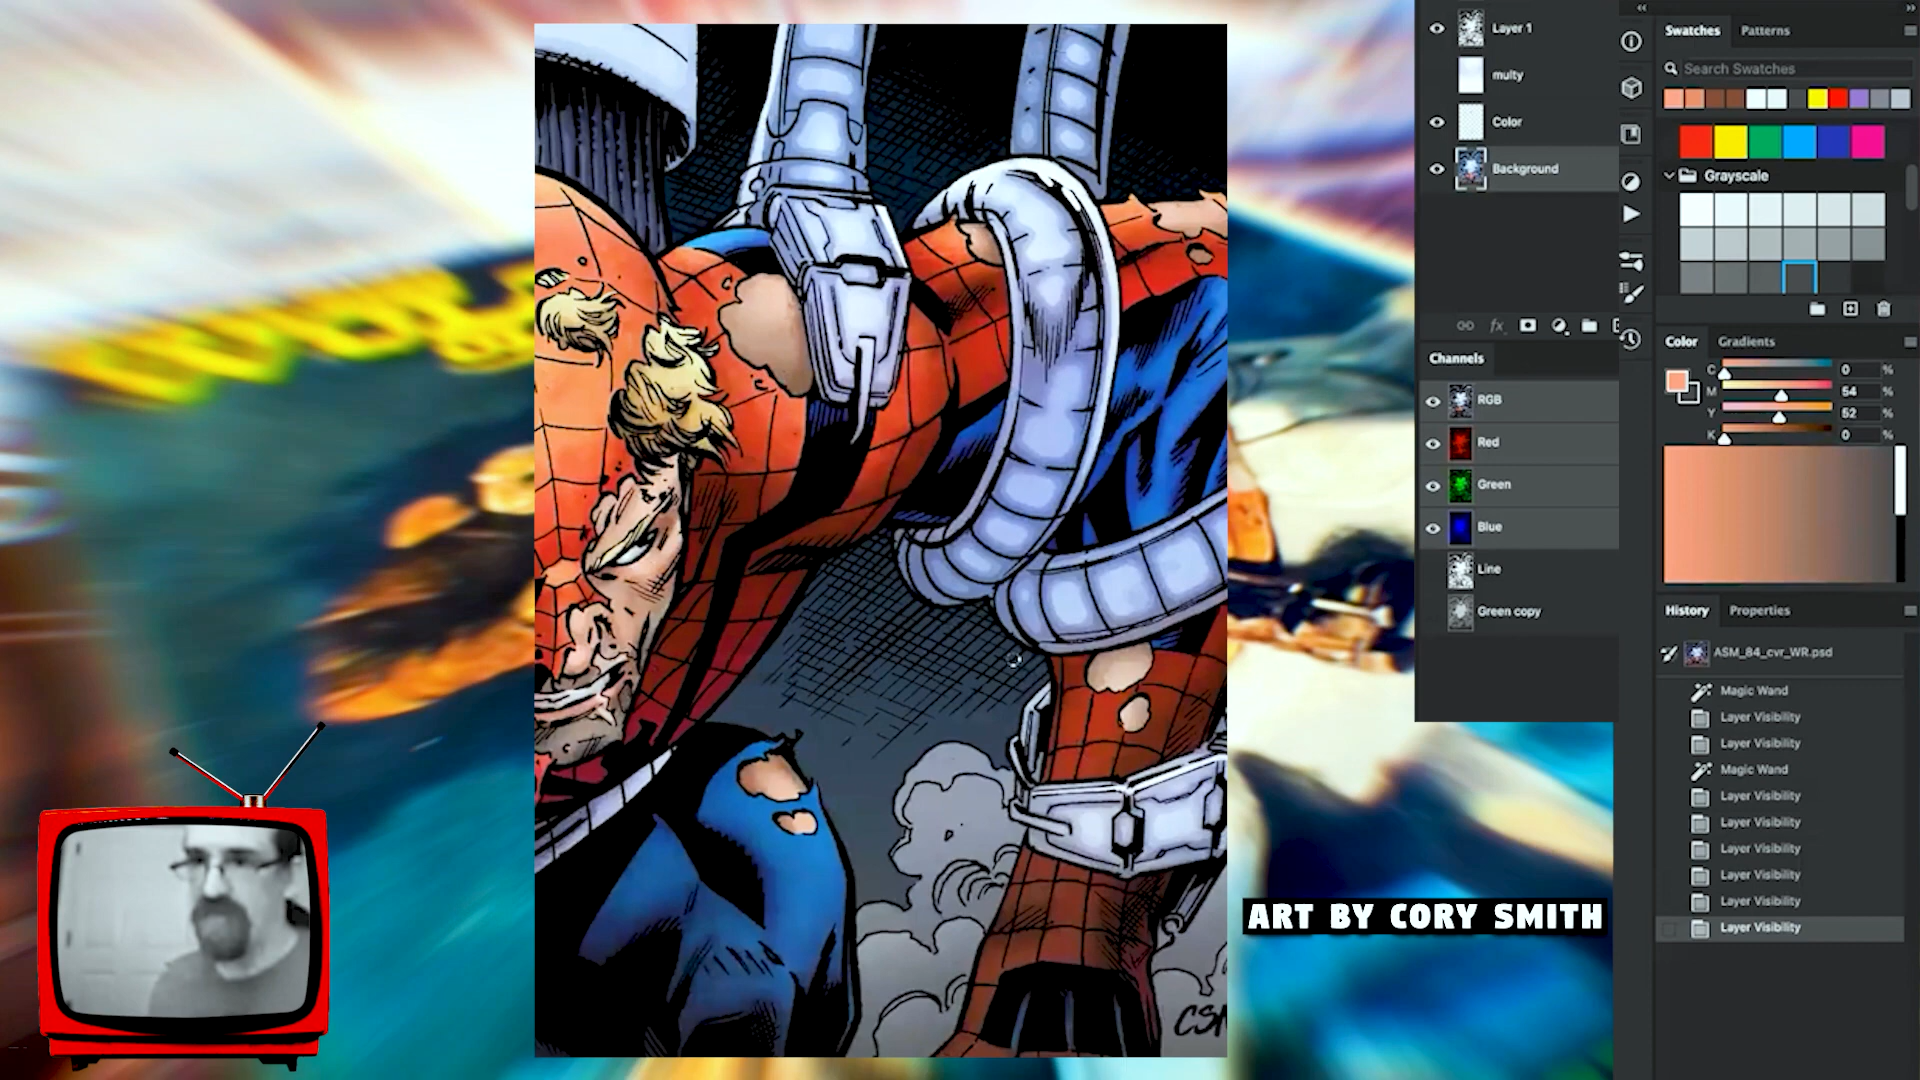 Layer 1
multy
Color
Background
fx
Channels
RGB
Red
Green
Blue
Line
Green copy
Swatches Patterns
Search Swatches
Grayscale
Color Gradients
C 0 %
M 54 %
Y 52 %
K 0 %
History Properties
ASM_84_cvr_WR.psd
Magic Wand
Layer Visibility
Layer Visibility
Magic Wand
Layer Visibility
Layer Visibility
Layer Visibility
Layer Visibility
Layer Visibility
Layer Visibility
ART BY CORY SMITH